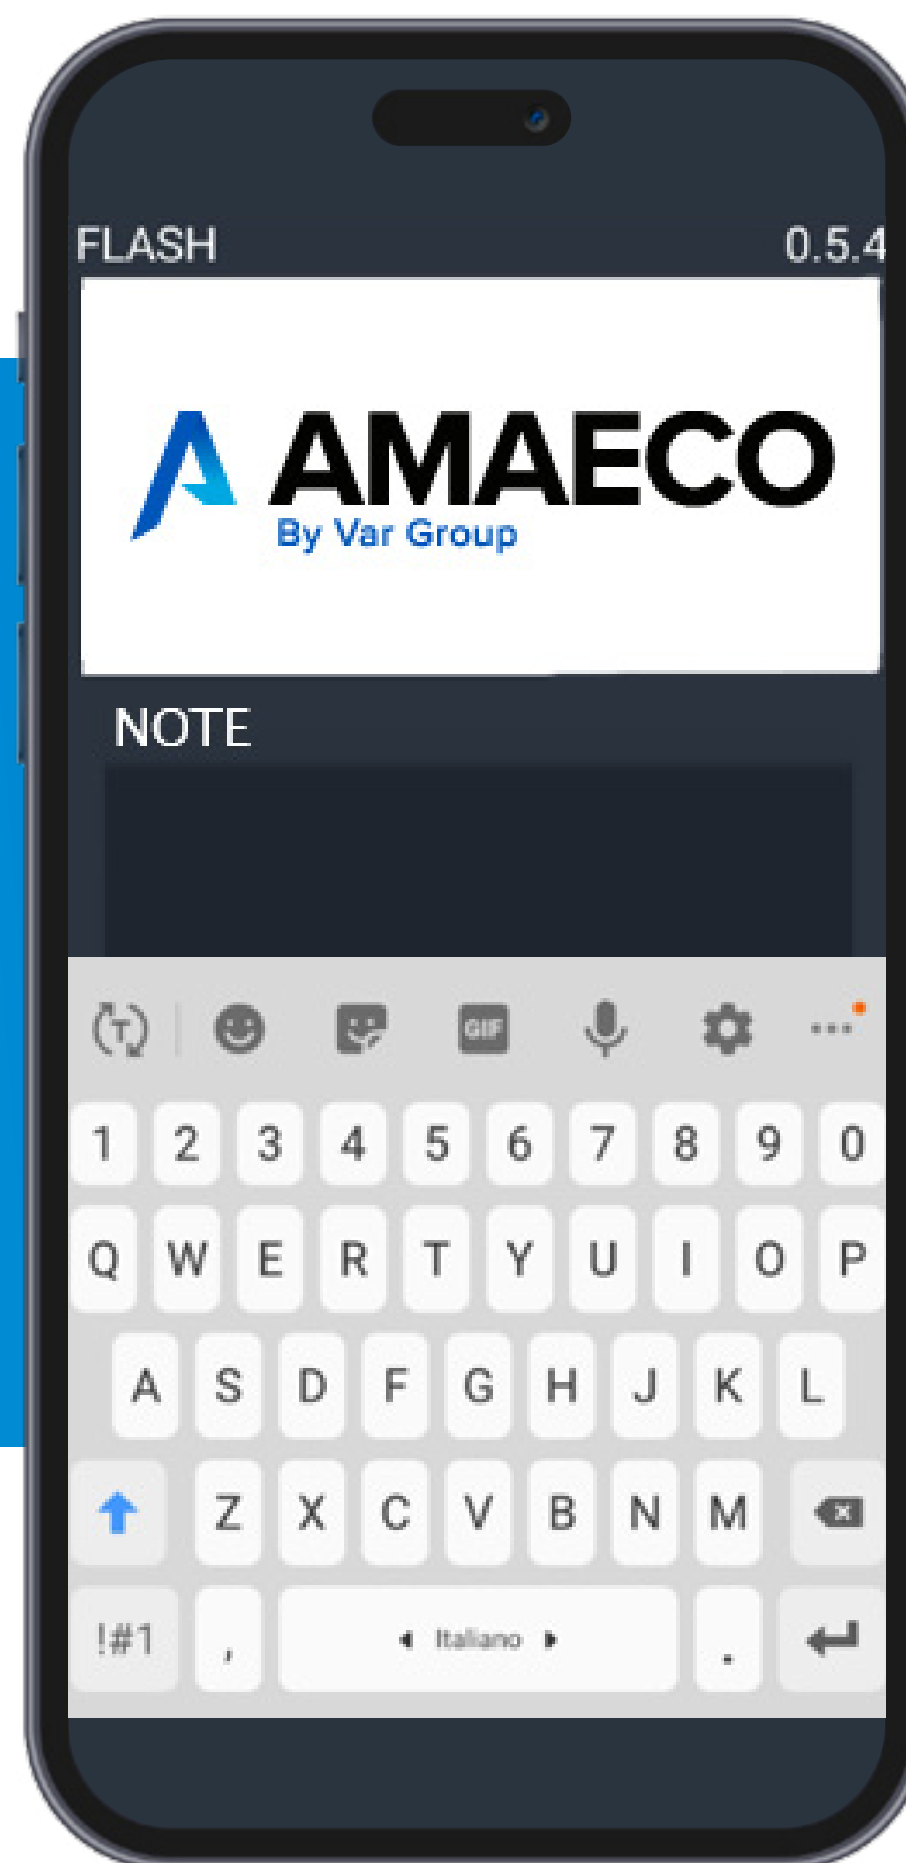 FLASH 0.5.4
AMAECO
By Var Group
NOTE
T GIF
1 2 3 4 5 6 7 8 9 0
Q W E R T Y U I O P
A S D F G H J K L
Z X C V B N M
!#1 , Italiano .